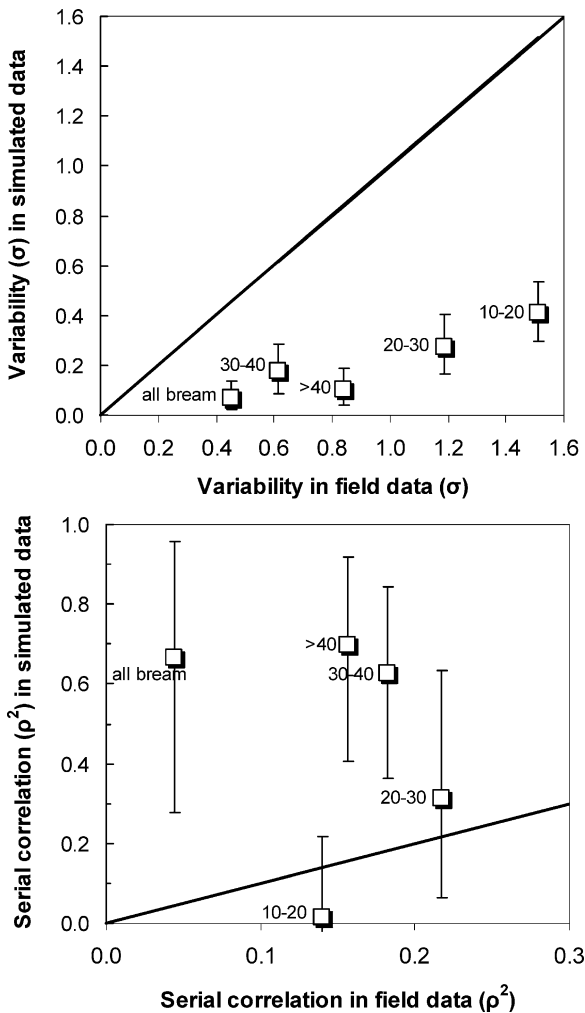 Variability (σ) in simulated data
1.6
1.4
1.2
1.0
0.8
0.6
0.4
0.2
0.0
10-20
20-30
30-40
>40
all bream
0.0 0.2 0.4 0.6 0.8 1.0 1.2 1.4 1.6
Variability in field data (σ)
Serial correlation (ρ²) in simulated data
1.0
0.8
0.6
0.4
0.2
0.0
>40
30-40
all bream
20-30
10-20
0.0 0.1 0.2 0.3
Serial correlation in field data (ρ²)